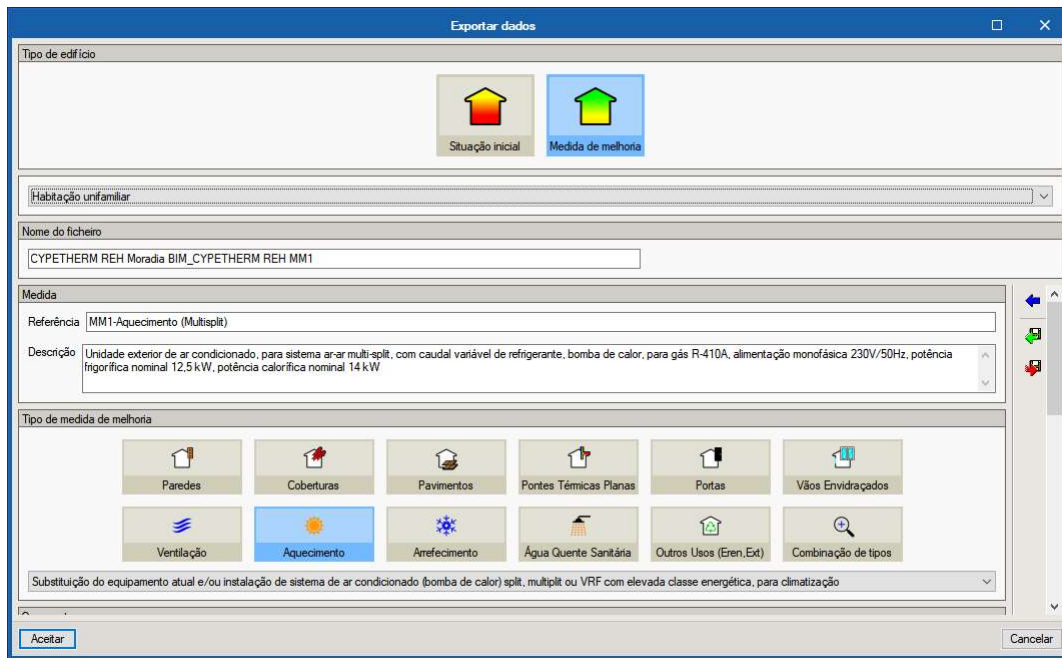 Exportar dados
Tipo de edifício
Situação inicial
Medida de melhoria
Habitação unifamiliar
Nome do ficheiro
CYPETHERM REH Moradia BIM_CYPETHERM REH MM1
Medida
Referência MM1-Aquecimento (Multisplit)
Descrição Unidade exterior de ar condicionado, para sistema ar-ar multi-split, com caudal variável de refrigerante, bomba de calor, para gás R-410A, alimentação monofásica 230V/50Hz, potência
frigorífica nominal 12,5 kW, potência calorífica nominal 14 kW
Tipo de medida de melhoria
Paredes Coberturas Pavimentos Pontes Térmicas Planas Portas Vãos Envidraçados
Ventilação Aquecimento Arrefecimento Água Quente Sanitária Outros Usos (Eren,Ext) Combinação de tipos
Substituição do equipamento atual e/ou instalação de sistema de ar condicionado (bomba de calor) split, multiplit ou VRF com elevada classe energética, para climatização
Aceitar Cancelar